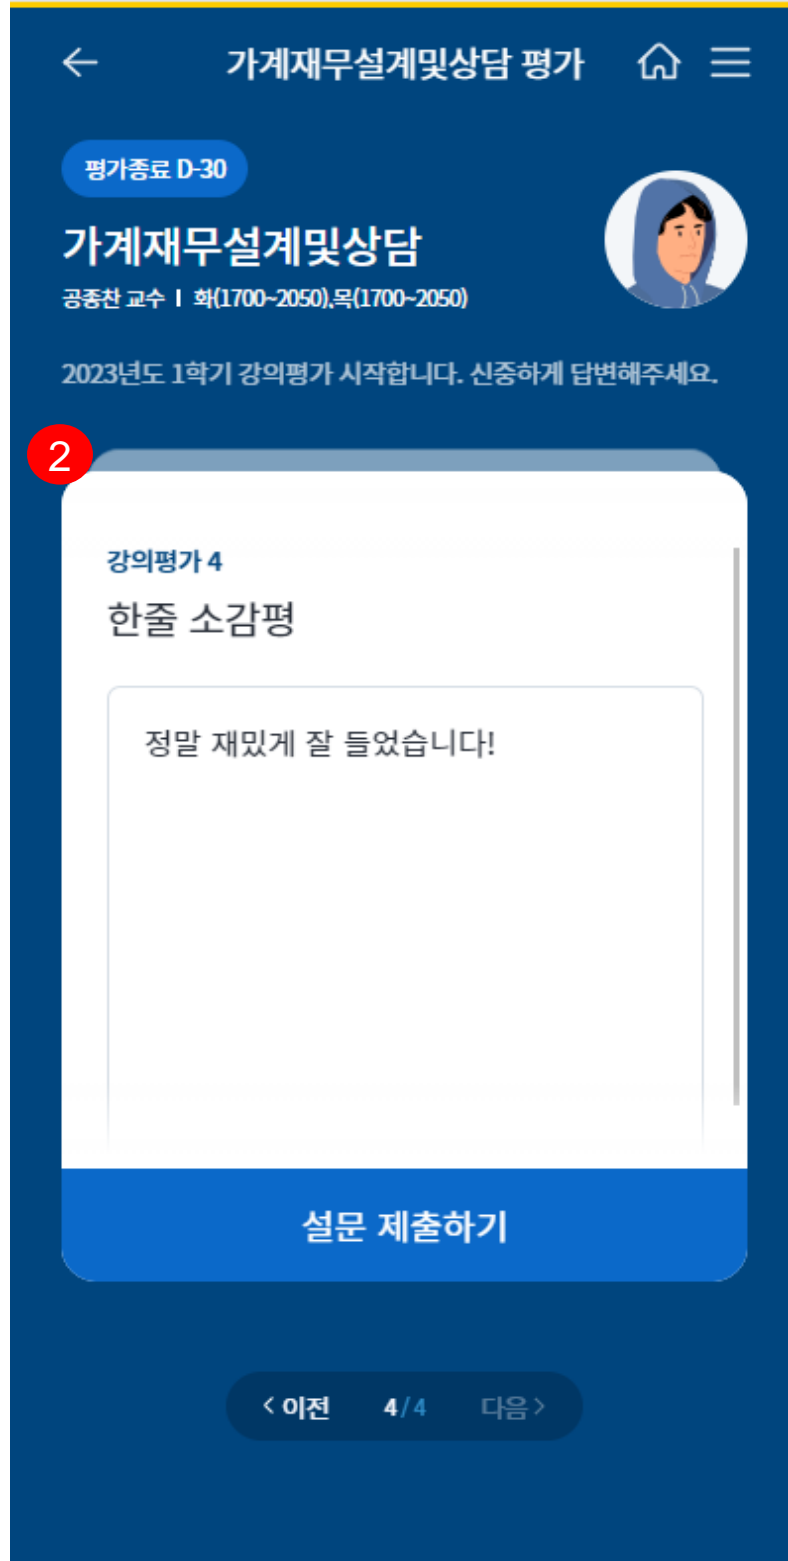 가계재무설계및상담 평가
평가종료 D-30
가계재무설계및상담
공종찬 교수 I 화(1700~2050),목(1700~2050)
2023년도 1학기 강의평가 시작합니다. 신중하게 답변해주세요.
2
강의평가 4
한줄 소감평
정말 재밌게 잘 들었습니다!
설문 제출하기
< 이전 4/4 다음 >